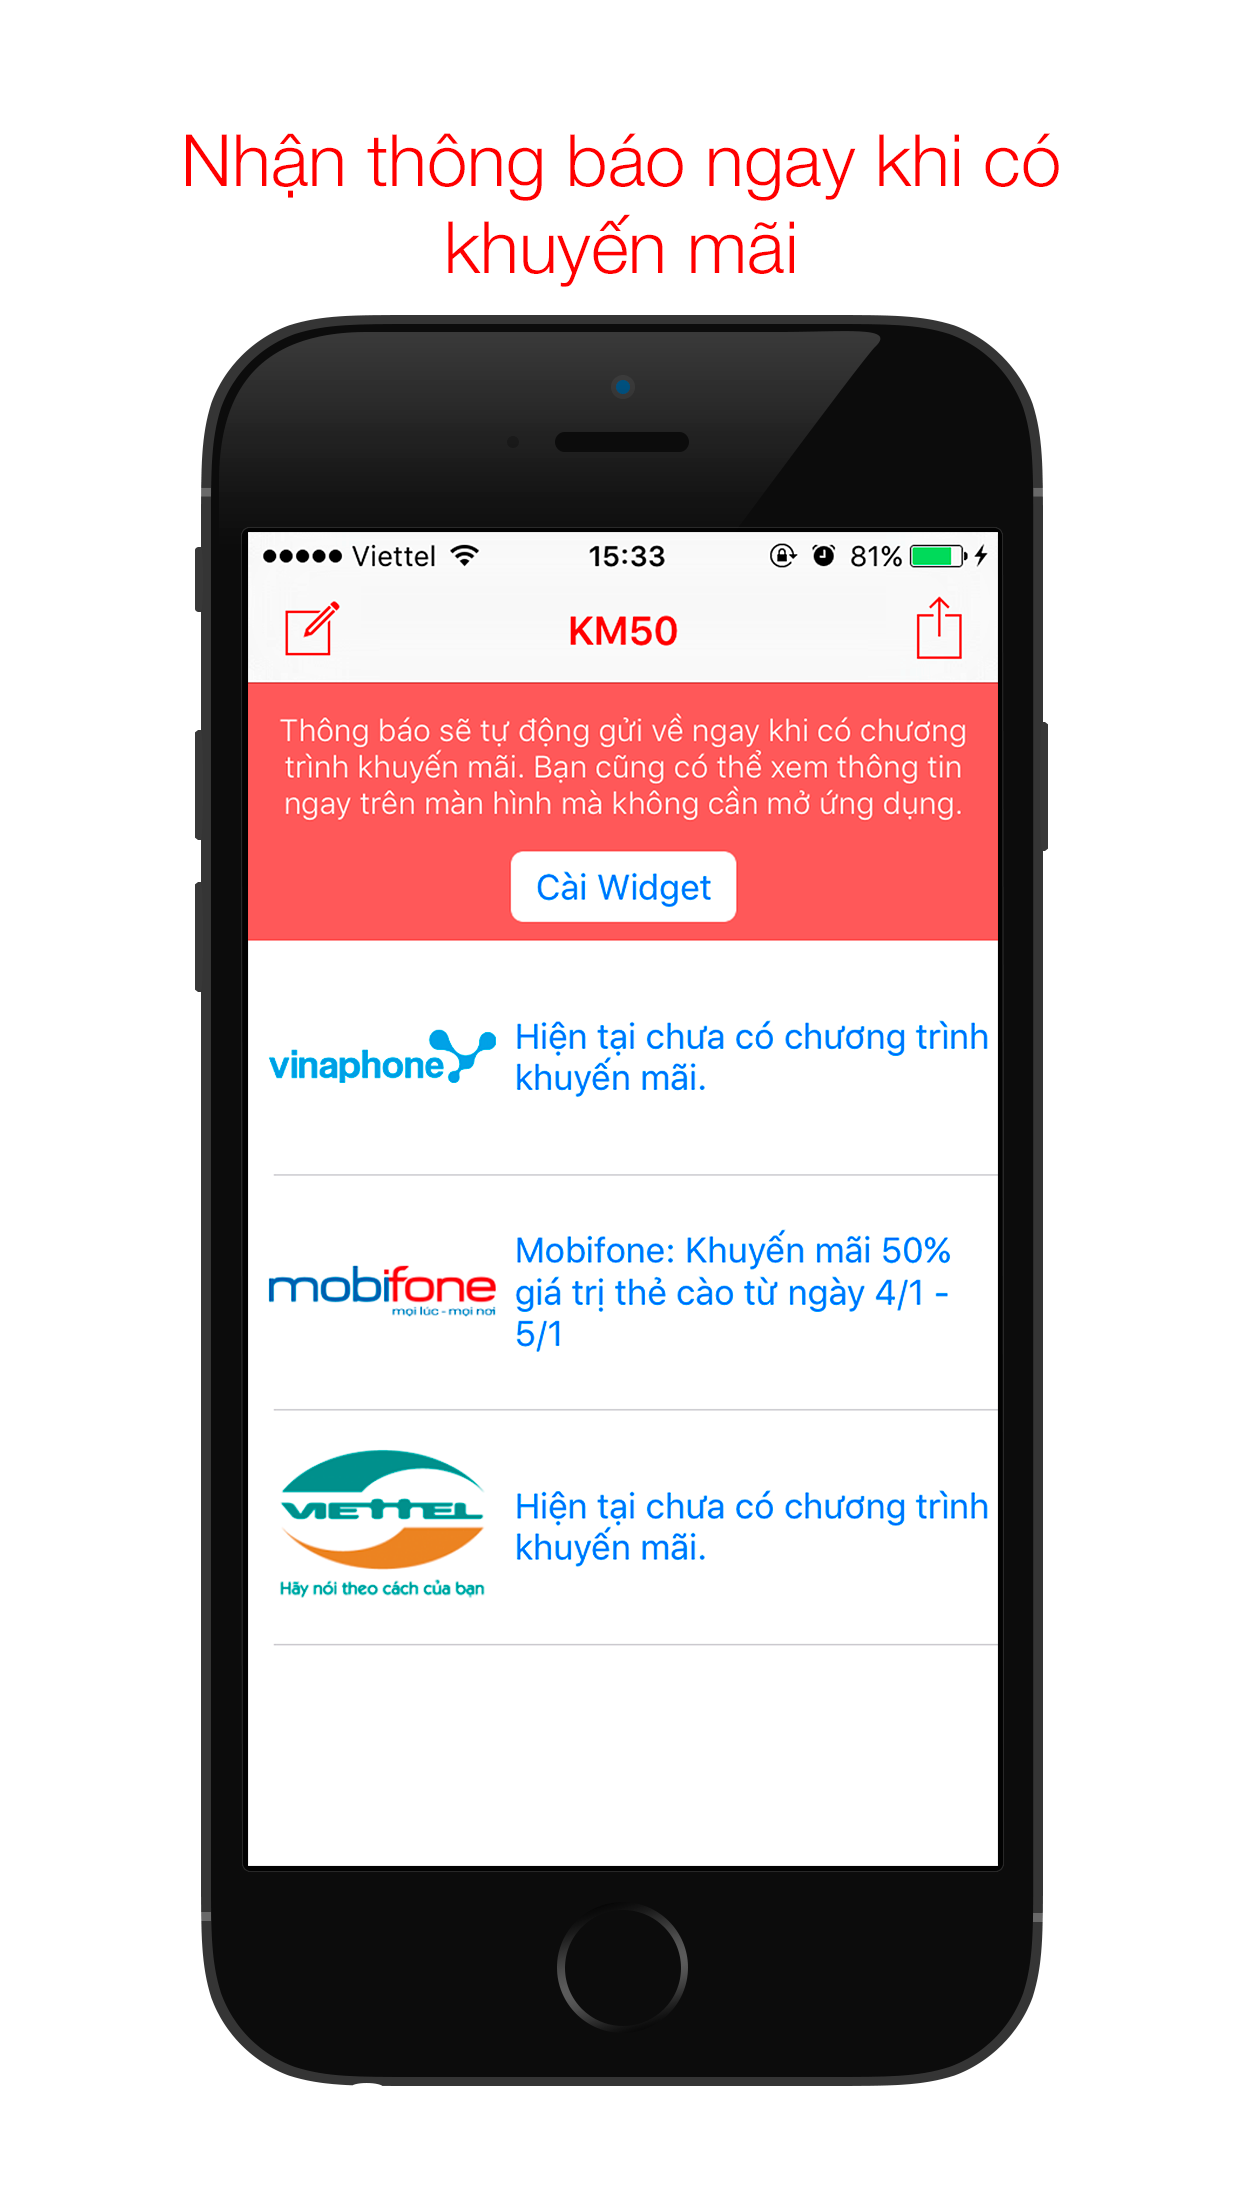 Nhận thông báo ngay khi có
khuyến mãi
Viettel 15:33 81%
KM50
Thông báo sẽ tự động gửi về ngay khi có chương
trình khuyến mãi. Bạn cũng có thể xem thông tin
ngay trên màn hình mà không cần mở ứng dụng.
Cài Widget
vinaphone
Hiện tại chưa có chương trình
khuyến mãi.
mobifone
mọi lúc - mọi nơi
Mobifone: Khuyến mãi 50%
giá trị thẻ cào từ ngày 4/1 -
5/1
VIETTEL
Hãy nói theo cách của bạn
Hiện tại chưa có chương trình
khuyến mãi.